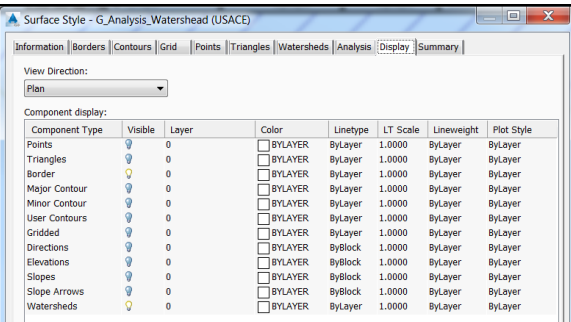 Surface Style - G_Analysis_Watershead (USACE)
Information Borders Contours Grid Points Triangles Watersheds Analysis Display Summary
View Direction:
Plan
Component display:
Component Type Visible Layer Color Linetype LT Scale Lineweight Plot Style
Points 0 BYLAYER ByLayer 1.0000 ByLayer ByLayer
Triangles 0 BYLAYER ByLayer 1.0000 ByLayer ByLayer
Border 0 BYLAYER ByLayer 1.0000 ByLayer ByLayer
Major Contour 0 BYLAYER ByLayer 1.0000 ByLayer ByLayer
Minor Contour 0 BYLAYER ByLayer 1.0000 ByLayer ByLayer
User Contours 0 BYLAYER ByLayer 1.0000 ByLayer ByLayer
Gridded 0 BYLAYER ByLayer 1.0000 ByLayer ByLayer
Directions 0 BYLAYER ByBlock 1.0000 ByLayer ByLayer
Elevations 0 BYLAYER ByBlock 1.0000 ByLayer ByLayer
Slopes 0 BYLAYER ByBlock 1.0000 ByLayer ByLayer
Slope Arrows 0 BYLAYER ByBlock 1.0000 ByLayer ByLayer
Watersheds 0 BYLAYER ByLayer 1.0000 ByLayer ByLayer